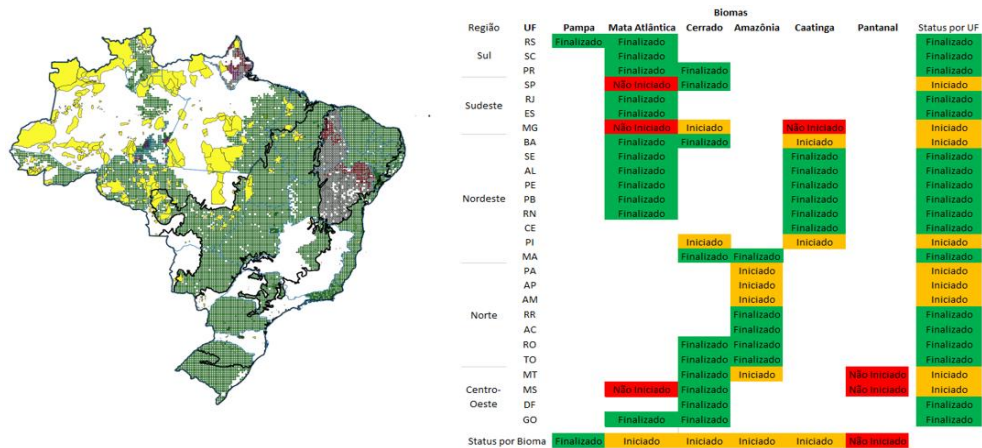 Biomas
Região UF Pampa Mata Atlântica Cerrado Amazônia Caatinga Pantanal Status por UF
RS Finalizado Finalizado Finalizado
Sul SC Finalizado Finalizado
PR Finalizado Finalizado Finalizado
SP Não Iniciado Finalizado Iniciado
Sudeste RJ Finalizado Finalizado
ES Finalizado Finalizado
MG Não Iniciado Iniciado Não Iniciado Iniciado
BA Finalizado Finalizado Iniciado Iniciado
SE Finalizado Finalizado Finalizado
AL Finalizado Finalizado Finalizado
PE Finalizado Finalizado Finalizado
Nordeste PB Finalizado Finalizado Finalizado
RN Finalizado Finalizado Finalizado
CE Finalizado Finalizado
PI Iniciado Iniciado Iniciado
MA Finalizado Finalizado Finalizado
PA Iniciado Iniciado
AP Iniciado Iniciado
AM Iniciado Iniciado
Norte RR Finalizado Finalizado
AC Finalizado Finalizado
RO Finalizado Finalizado Finalizado
TO Finalizado Finalizado Finalizado
MT Finalizado Iniciado Não Iniciado Iniciado
Centro-Oeste MS Não Iniciado Finalizado Não Iniciado Iniciado
DF Finalizado Finalizado
GO Finalizado Finalizado Finalizado
Status por Bioma Finalizado Iniciado Iniciado Iniciado Iniciado Não Iniciado